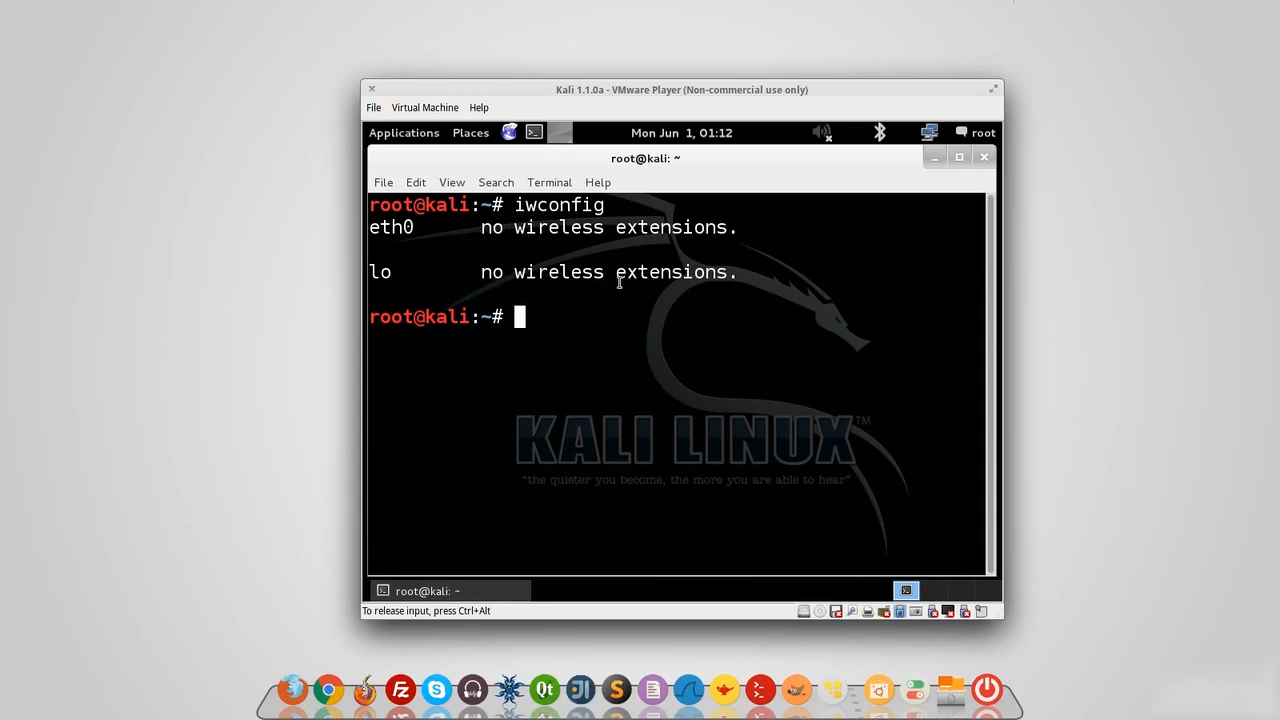 Kali 1.1.0a - VMware Player (Non-commercial use only)
File Virtual Machine Help
Applications Places Mon Jun 1, 01:12 root
root@kali: ~
File Edit View Search Terminal Help
root@kali:~# iwconfig
eth0 no wireless extensions.
lo no wireless extensions.
root@kali:~#
KALI LINUX™
“the quieter you become, the more you are able to hear”
root@kali: ~
To release input, press Ctrl+Alt
Fz Qt S